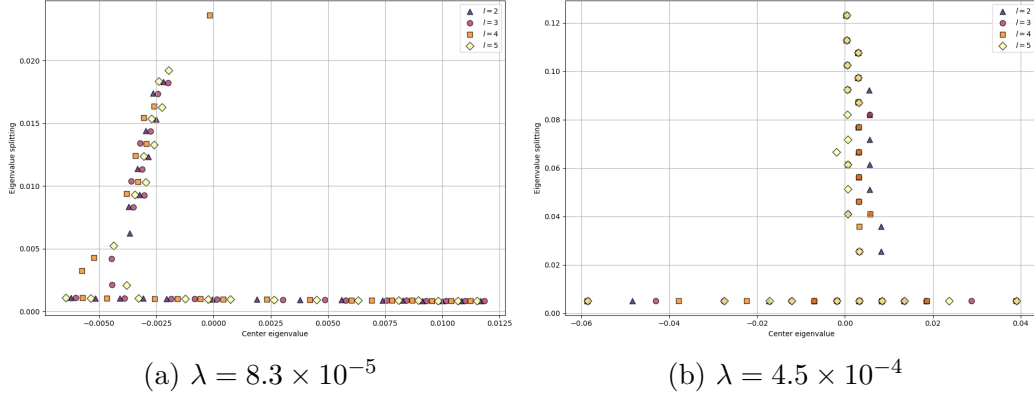 l = 2
l = 3
l = 4
l = 5
0.020
0.015
0.010
0.005
0.000
Eigenvalue splitting
−0.0050
−0.0025
0.0000
0.0025
0.0050
0.0075
0.0100
0.0125
Center eigenvalue
(a) λ = 8.3 × 10⁻⁵
l = 2
l = 3
l = 4
l = 5
0.12
0.10
0.08
0.06
0.04
0.02
0.00
Eigenvalue splitting
−0.06
−0.04
−0.02
0.00
0.02
0.04
Center eigenvalue
(b) λ = 4.5 × 10⁻⁴